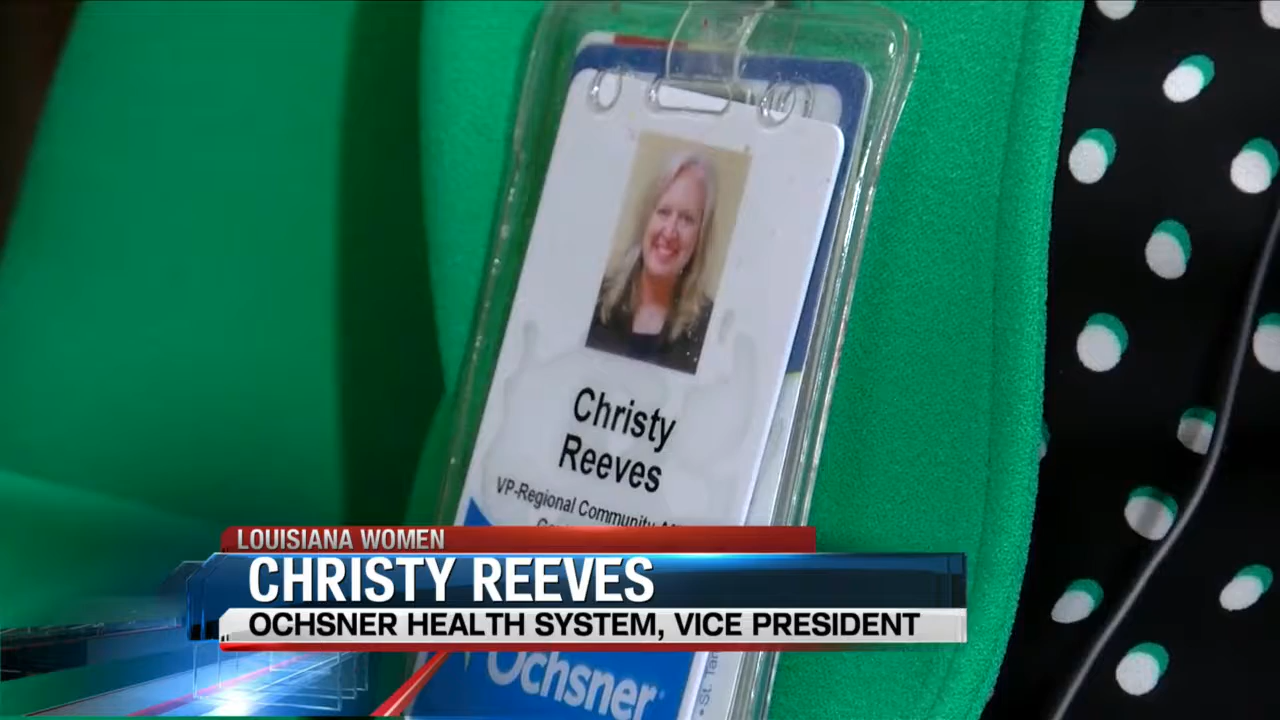 Christy
Reeves
VP-Regional Community
LOUISIANA WOMEN
CHRISTY REEVES
OCHSNER HEALTH SYSTEM, VICE PRESIDENT
Ochsner